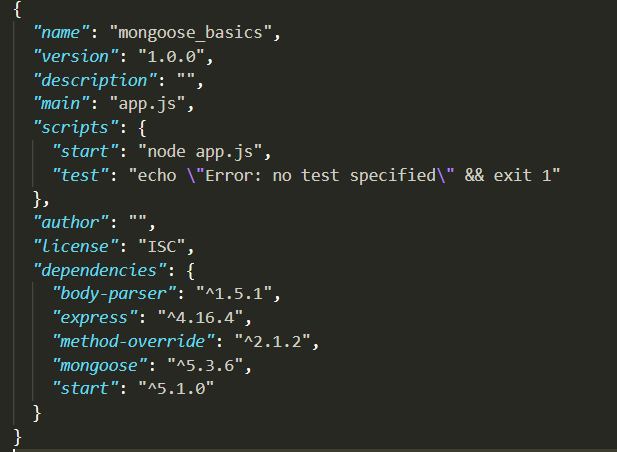 {
"name": "mongoose_basics",
"version": "1.0.0",
"description": "",
"main": "app.js",
"scripts": {
"start": "node app.js",
"test": "echo \"Error: no test specified\" && exit 1"
},
"author": "",
"license": "ISC",
"dependencies": {
"body-parser": "^1.5.1",
"express": "^4.16.4",
"method-override": "^2.1.2",
"mongoose": "^5.3.6",
"start": "^5.1.0"
}
}